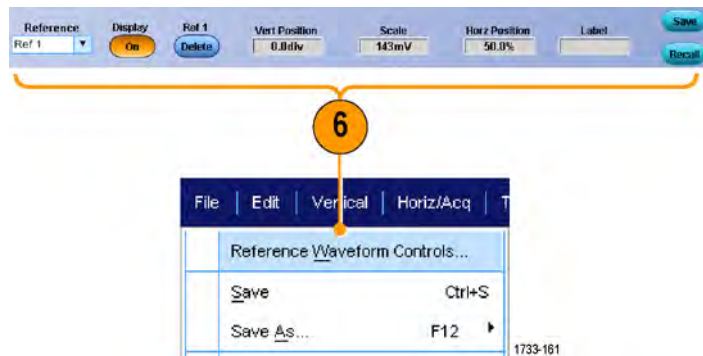 Reference Display Ref 1 Vert Position Scale Horz Position Label Save
Ref 1 On Delete 0.0div 143mV 50.0% Recall
6
File Edit Vertical Horiz/Acq T
Reference Waveform Controls...
Save Ctrl+S
Save As... F12
1733-161